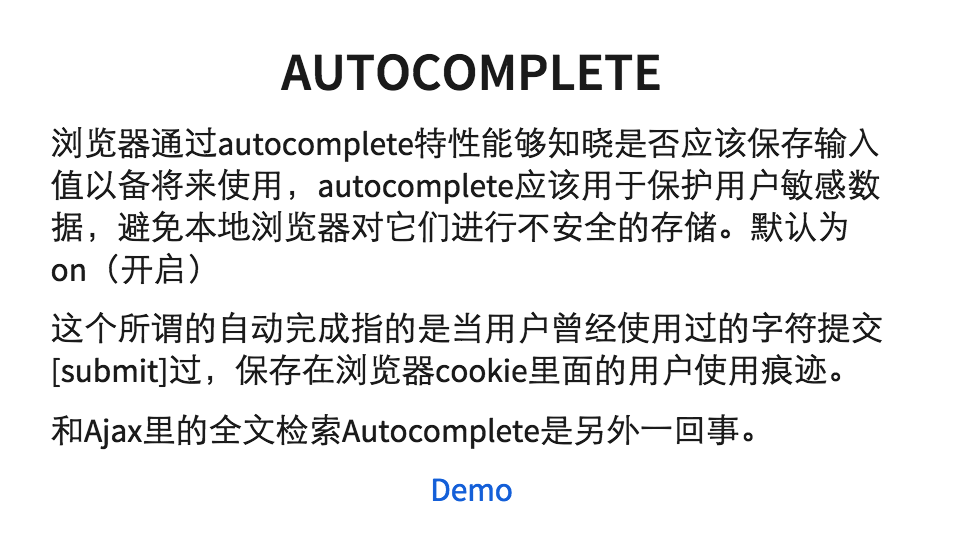 AUTOCOMPLETE
浏览器通过autocomplete特性能够知晓是否应该保存输入
值以备将来使用，autocomplete应该用于保护用户敏感数
据，避免本地浏览器对它们进行不安全的存储。默认为
on（开启）
这个所谓的自动完成指的是当用户曾经使用过的字符提交
[submit]过，保存在浏览器cookie里面的用户使用痕迹。
和Ajax里的全文检索Autocomplete是另外一回事。
Demo